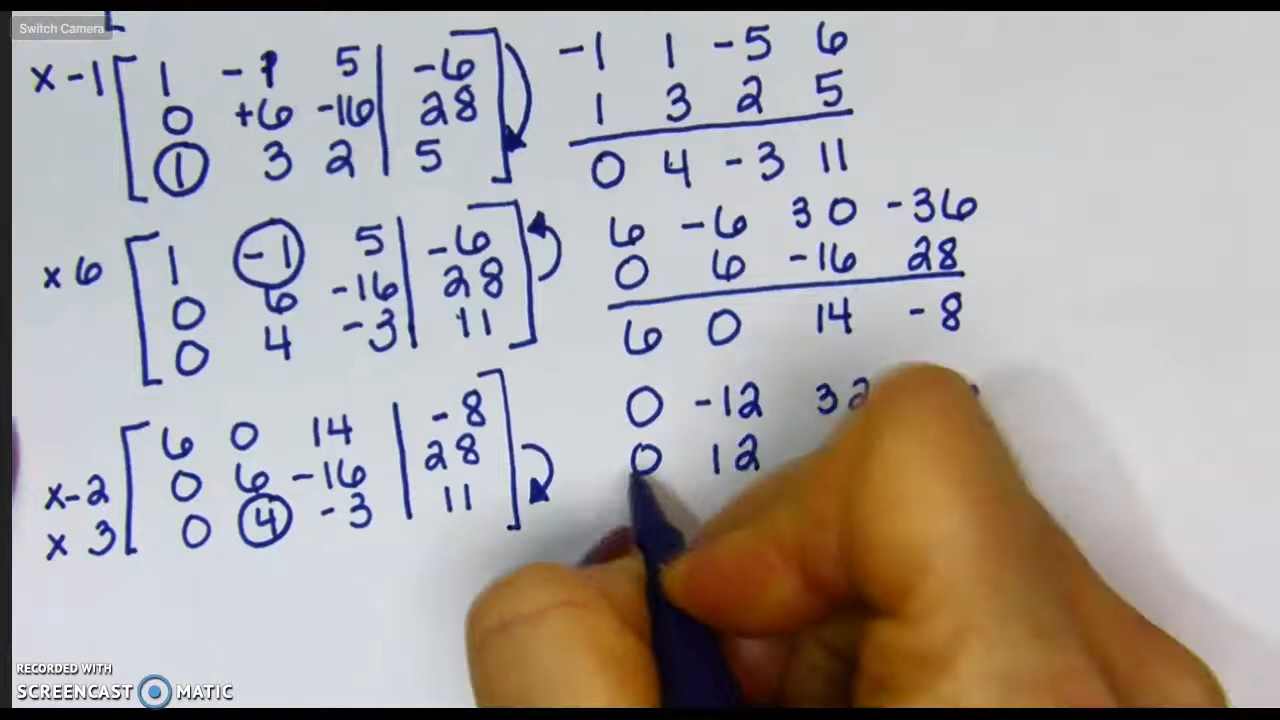 Switch Camera
x -1 [ 1 -1 5 | -6 ]
0 +6 -16 | 28
1 3 2 | 5
-1 1 -5 6
1 3 2 5
0 4 -3 11
x 6 [ 1 -1 5 | -6 ]
0 6 -16 | 28
0 4 -3 | 11
6 -6 30 -36
0 6 -16 28
6 0 14 -8
x -2
x 3
[ 6 0 14 | -8 ]
0 6 -16 | 28
0 4 -3 | 11
0 -12 32
0 12
RECORDED WITH
SCREENCAST MATIC